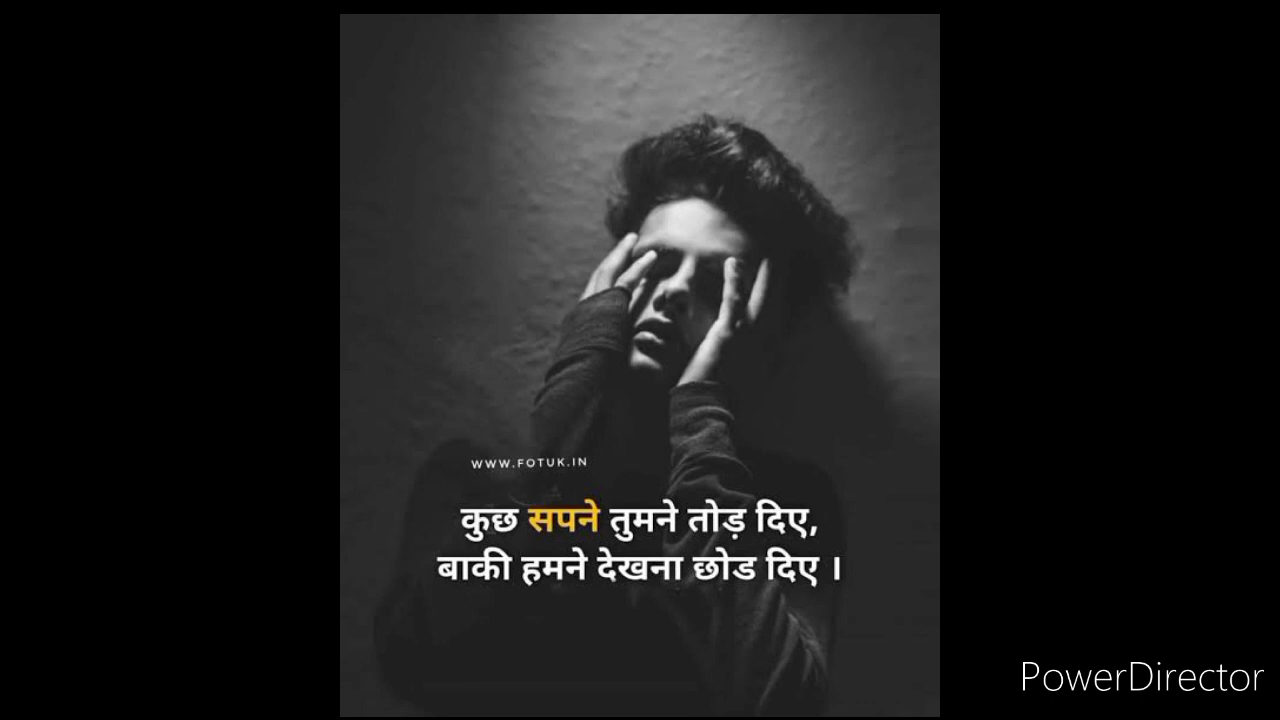 WWW.FOTUK.IN
कुछ सपने तुमने तोड़ दिए,
बाकी हमने देखना छोड दिए ।
PowerDirector